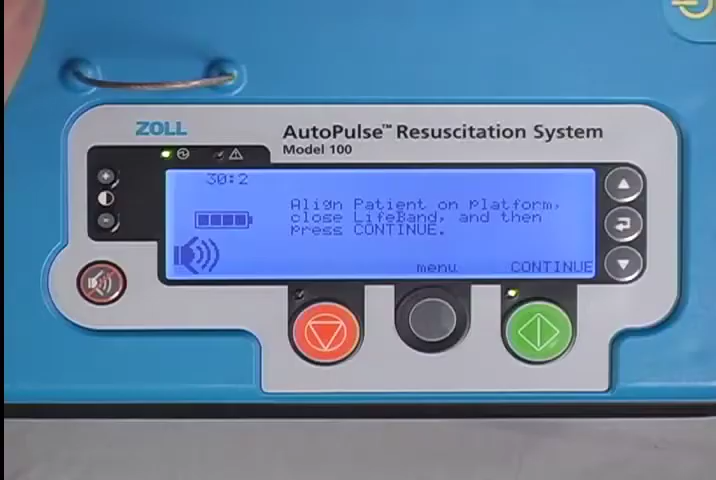 ZOLL
AutoPulse™ Resuscitation System
Model 100
30:2
Align Patient on platform,
close LifeBand, and then
press CONTINUE.
menu
CONTINUE